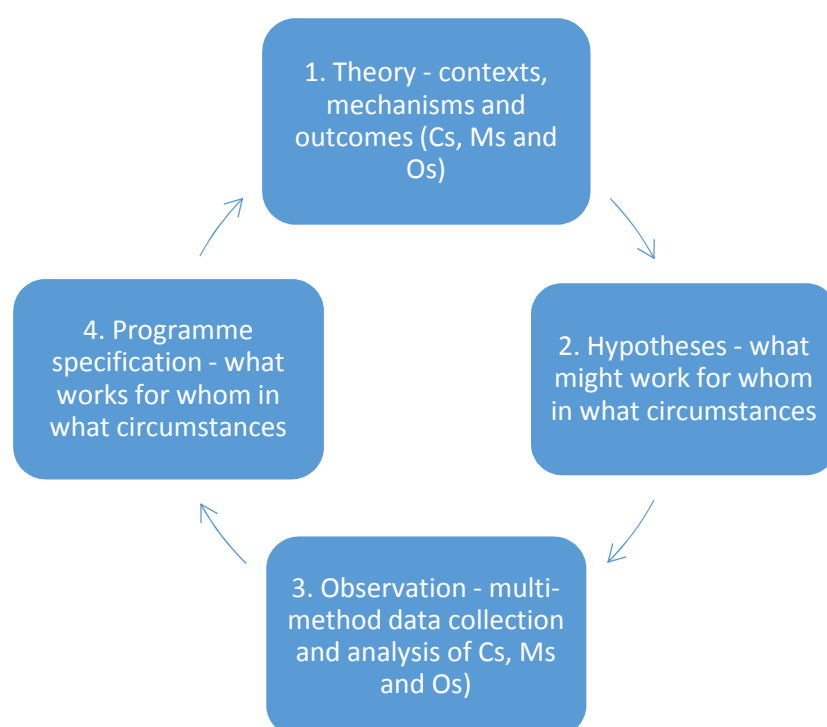 1. Theory - contexts,
mechanisms and
outcomes (Cs, Ms and
Os)
2. Hypotheses - what
might work for whom
in what circumstances
3. Observation - multi-
method data collection
and analysis of Cs, Ms
and Os)
4. Programme
specification - what
works for whom in
what circumstances